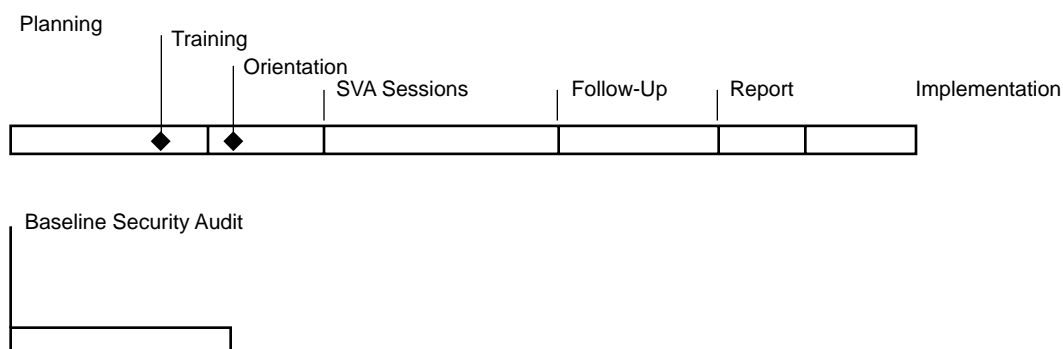 Planning
Training
Orientation
SVA Sessions
Follow-Up
Report
Implementation
Baseline Security Audit